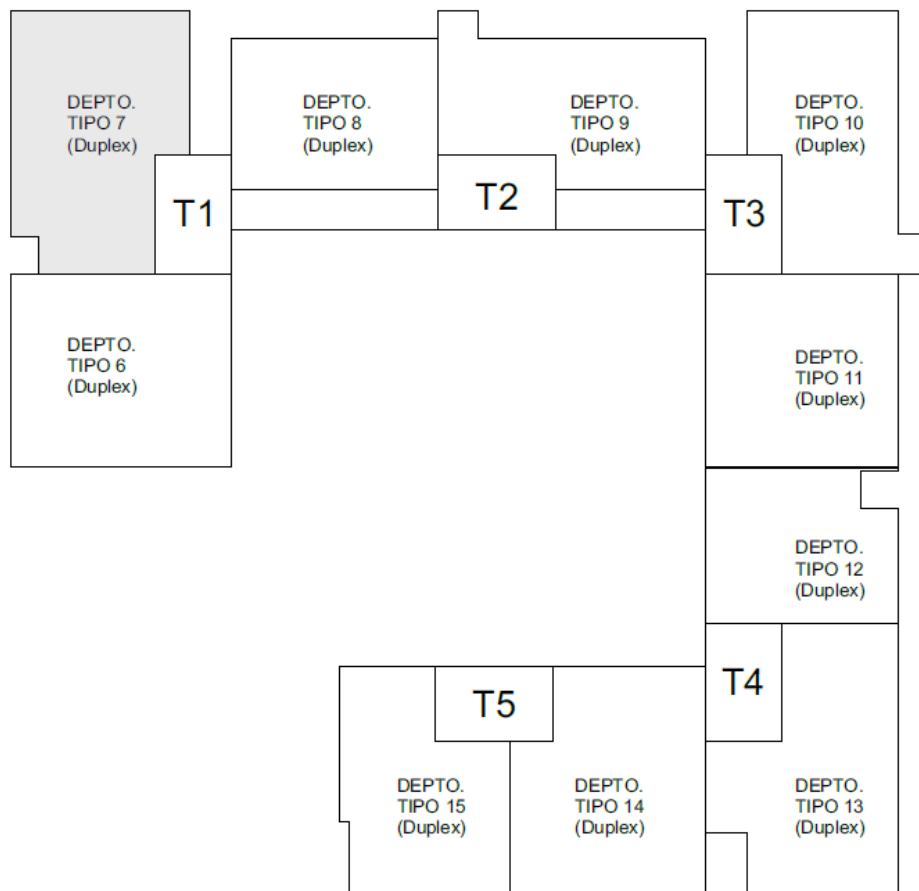 DEPTO.
TIPO 7
(Duplex)
DEPTO.
TIPO 8
(Duplex)
DEPTO.
TIPO 9
(Duplex)
DEPTO.
TIPO 10
(Duplex)
T1
T2
T3
DEPTO.
TIPO 6
(Duplex)
DEPTO.
TIPO 11
(Duplex)
DEPTO.
TIPO 12
(Duplex)
T4
T5
DEPTO.
TIPO 15
(Duplex)
DEPTO.
TIPO 14
(Duplex)
DEPTO.
TIPO 13
(Duplex)